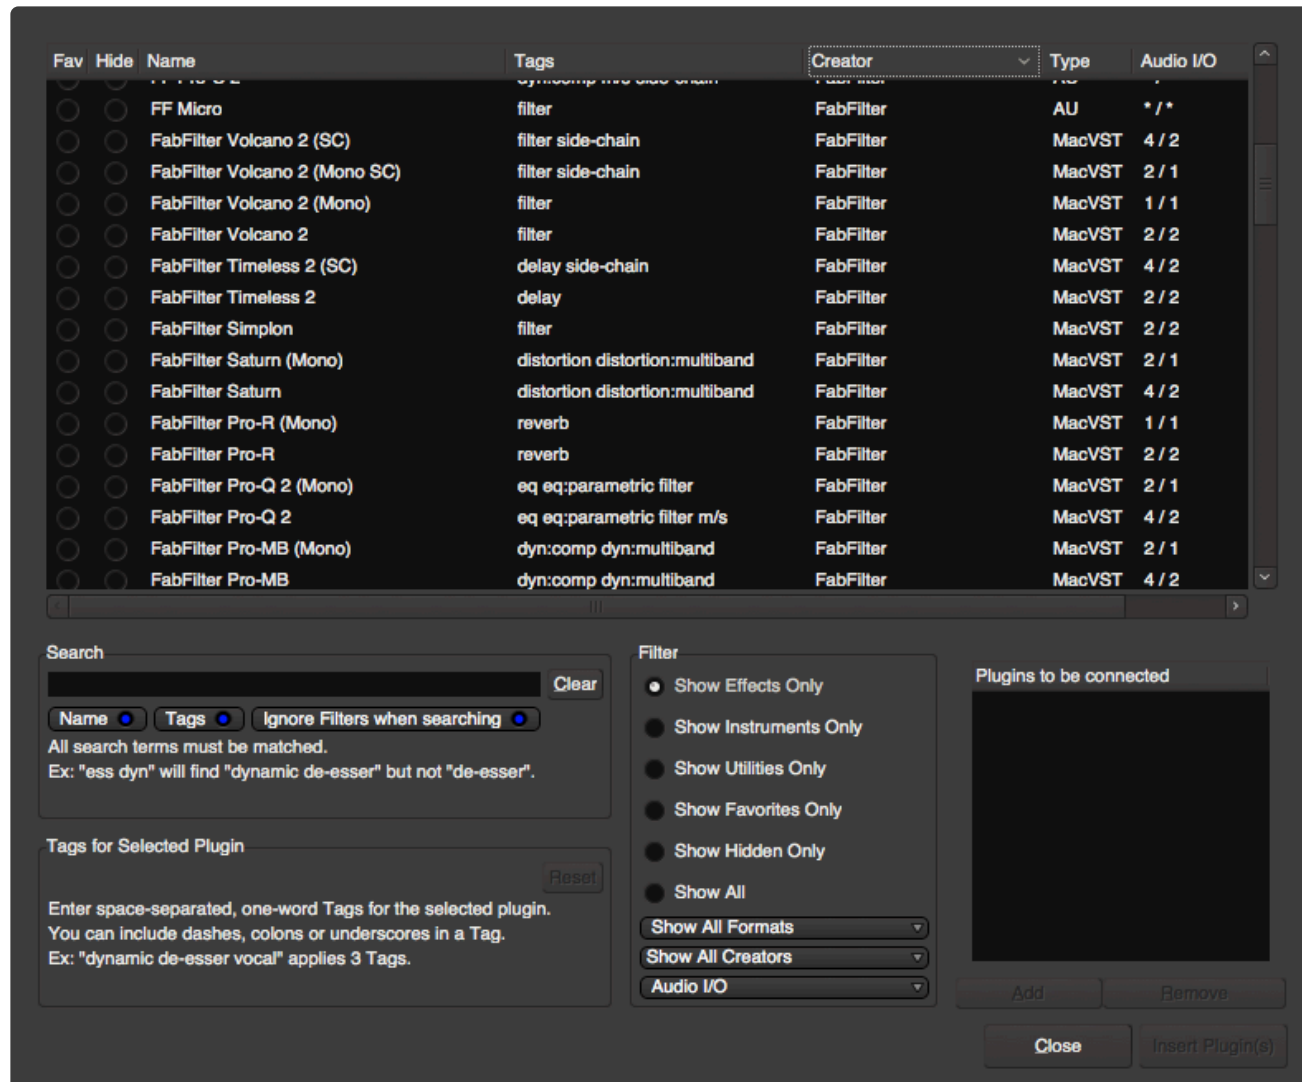 Fav Hide Name Tags Creator Type Audio I/O
FF Micro filter FabFilter AU * / *
FabFilter Volcano 2 (SC) filter side-chain FabFilter MacVST 4 / 2
FabFilter Volcano 2 (Mono SC) filter side-chain FabFilter MacVST 2 / 1
FabFilter Volcano 2 (Mono) filter FabFilter MacVST 1 / 1
FabFilter Volcano 2 filter FabFilter MacVST 2 / 2
FabFilter Timeless 2 (SC) delay side-chain FabFilter MacVST 4 / 2
FabFilter Timeless 2 delay FabFilter MacVST 2 / 2
FabFilter Simplon filter FabFilter MacVST 2 / 2
FabFilter Saturn (Mono) distortion distortion:multiband FabFilter MacVST 2 / 1
FabFilter Saturn distortion distortion:multiband FabFilter MacVST 4 / 2
FabFilter Pro-R (Mono) reverb FabFilter MacVST 1 / 1
FabFilter Pro-R reverb FabFilter MacVST 2 / 2
FabFilter Pro-Q 2 (Mono) eq eq:parametric filter FabFilter MacVST 2 / 1
FabFilter Pro-Q 2 eq eq:parametric filter m/s FabFilter MacVST 4 / 2
FabFilter Pro-MB (Mono) dyn:comp dyn:multiband FabFilter MacVST 2 / 1
FabFilter Pro-MB dyn:comp dyn:multiband FabFilter MacVST 4 / 2
Search
Clear
Name Tags Ignore Filters when searching
All search terms must be matched.
Ex: "ess dyn" will find "dynamic de-esser" but not "de-esser".
Tags for Selected Plugin
Reset
Enter space-separated, one-word Tags for the selected plugin.
You can include dashes, colons or underscores in a Tag.
Ex: "dynamic de-esser vocal" applies 3 Tags.
Filter
Show Effects Only
Show Instruments Only
Show Utilities Only
Show Favorites Only
Show Hidden Only
Show All
Show All Formats
Show All Creators
Audio I/O
Plugins to be connected
Add Remove
Close Insert Plugin(s)